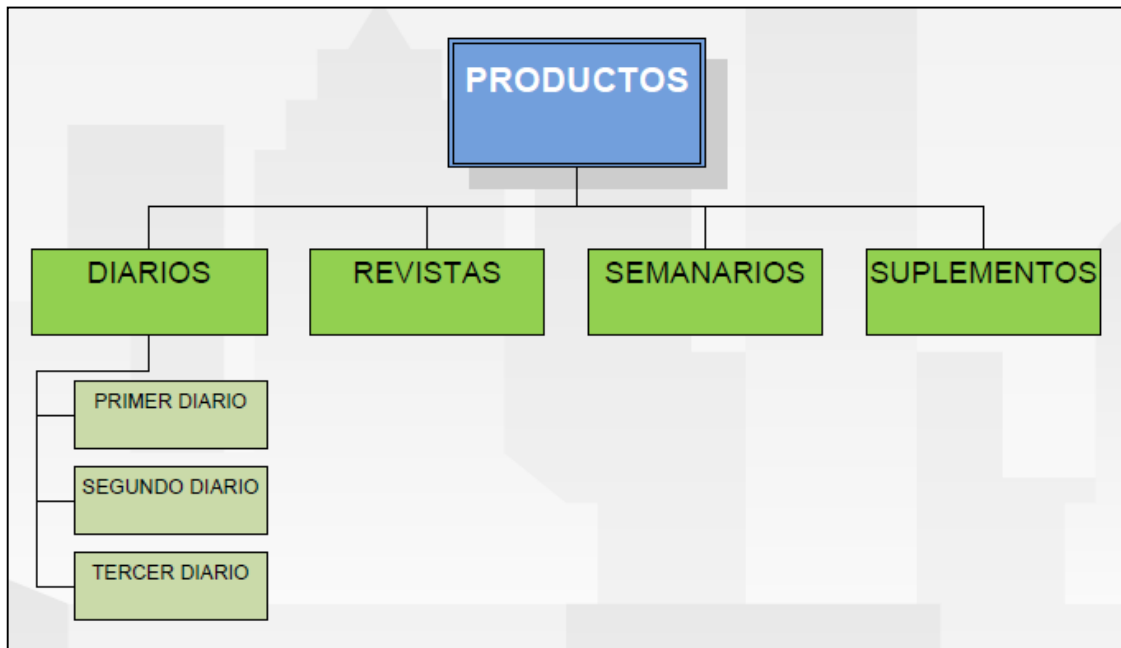 PRODUCTOS
DIARIOS
REVISTAS
SEMANARIOS
SUPLEMENTOS
PRIMER DIARIO
SEGUNDO DIARIO
TERCER DIARIO